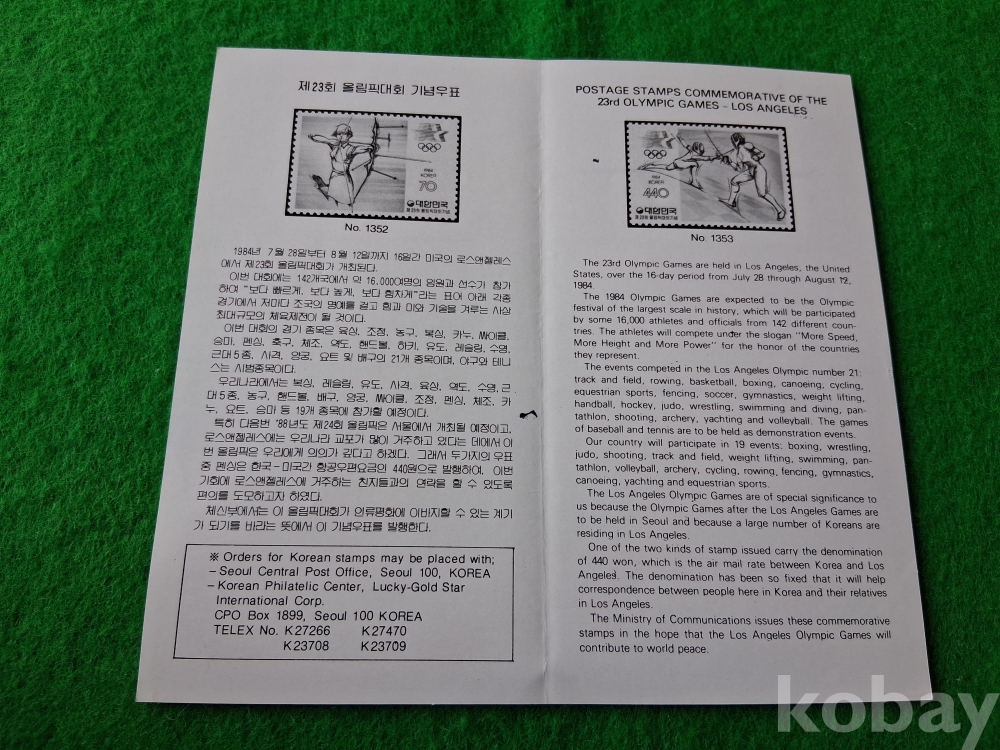 제23회 올림픽대회 기념우표
1984
KOREA
70
대한민국
제23회 올림픽대회기념
No. 1352
1984년 7월 28일부터 8월 12일까지 16일간 미국의 로스앤젤레스
에서 제23회 올림픽대회가 개최된다.
이번 대회에는 142개국에서 약 16,000여명의 임원과 선수가 참가
하여 "보다 빠르게, 보다 높게, 보다 힘차게"라는 표어 아래 각종
경기에서 저마다 조국의 명예를 걸고 힘과 미와 기술을 겨루는 사상
최대규모의 체육제전이 될 것이다.
이번 대회의 경기 종목은 육상, 조정, 농구, 복싱, 카누, 싸이클,
승마, 펜싱, 축구, 체조, 역도, 핸드볼, 하키, 유도, 레슬링, 수영,
근대5종, 사격, 양궁, 요트 및 배구의 21개 종목이며, 야구와 테니
스는 시범종목이다.
우리나라에서는 복싱, 레슬링, 유도, 사격, 육상, 역도, 수영, 근
대5종, 농구, 핸드볼, 배구, 양궁, 싸이클, 조정, 펜싱, 체조, 카
누, 요트, 승마 등 19개 종목에 참가할 예정이다.
특히 다음번 '88년도 제24회 올림픽은 서울에서 개최될 예정이고,
로스앤젤레스에는 우리나라 교포가 많이 거주하고 있다는 데에서 이
번 올림픽은 우리에게 의의가 깊다고 하겠다. 그래서 두가지의 우표
중 펜싱은 한국-미국간 항공우편요금인 440원으로 발행하여, 이번
기회에 로스앤젤레스에 거주하는 친지들과의 연락을 할 수 있도록
편의를 도모하고자 하였다.
체신부에서는 이 올림픽대회가 인류평화에 이바지할 수 있는 계기
가 되기를 바라는 뜻에서 이 기념우표를 발행한다.
※ Orders for Korean stamps may be placed with;
– Seoul Central Post Office, Seoul 100, KOREA
– Korean Philatelic Center, Lucky-Gold Star
International Corp.
CPO Box 1899, Seoul 100 KOREA
TELEX No. K27266 K27470
K23708 K23709
POSTAGE STAMPS COMMEMORATIVE OF THE
23rd OLYMPIC GAMES – LOS ANGELES
1984
KOREA
440
대한민국
제23회 올림픽대회기념
No. 1353
The 23rd Olympic Games are held in Los Angeles, the United
States, over the 16-day period from July 28 through August 12,
1984.
The 1984 Olympic Games are expected to be the Olympic
festival of the largest scale in history, which will be participated
by some 16,000 athletes and officials from 142 different coun-
tries. The athletes will compete under the slogan "More Speed,
More Height and More Power" for the honor of the countries
they represent.
The events competed in the Los Angeles Olympic number 21:
track and field, rowing, basketball, boxing, canoeing, cycling,
equestrian sports, fencing, soccer, gymnastics, weight lifting,
handball, hockey, judo, wrestling, swimming and diving, pan-
tathlon, shooting, archery, yachting and volleyball. The games
of baseball and tennis are to be held as demonstration events.
Our country will participate in 19 events: boxing, wrestling,
judo, shooting, track and field, weight lifting, swimming, pan-
tathlon, volleyball, archery, cycling, rowing, fencing, gymnastics,
canoeing, yachting and equestrian sports.
The Los Angeles Olympic Games are of special significance to
us because the Olympic Games after the Los Angeles Games are
to be held in Seoul and because a large number of Koreans are
residing in Los Angeles.
One of the two kinds of stamp issued carry the denomination
of 440 won, which is the air mail rate between Korea and Los
Angeles. The denomination has been so fixed that it will help
correspondence between people here in Korea and their relatives
in Los Angeles.
The Ministry of Communications issues these commemorative
stamps in the hope that the Los Angeles Olympic Games will
contribute to world peace.
kobay